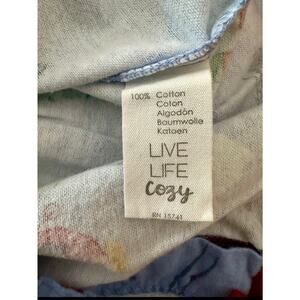 100% Cotton
Coton
Algodón
Baumwolle
Katoen
LIVE
LIFE
Cozy
RN 15741